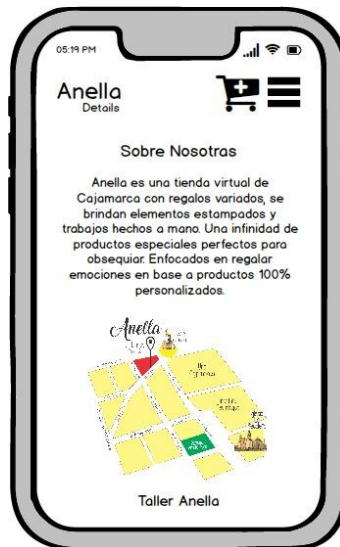 05:19 PM
Anella
Details
Sobre Nosotras
Anella es una tienda virtual de
Cajamarca con regalos variados, se
brindan elementos estampados y
trabajos hechos a mano. Una infinidad de
productos especiales perfectos para
obsequiar. Enfocados en regalar
emociones en base a productos 100%
personalizados.
Anella
Taller Anella